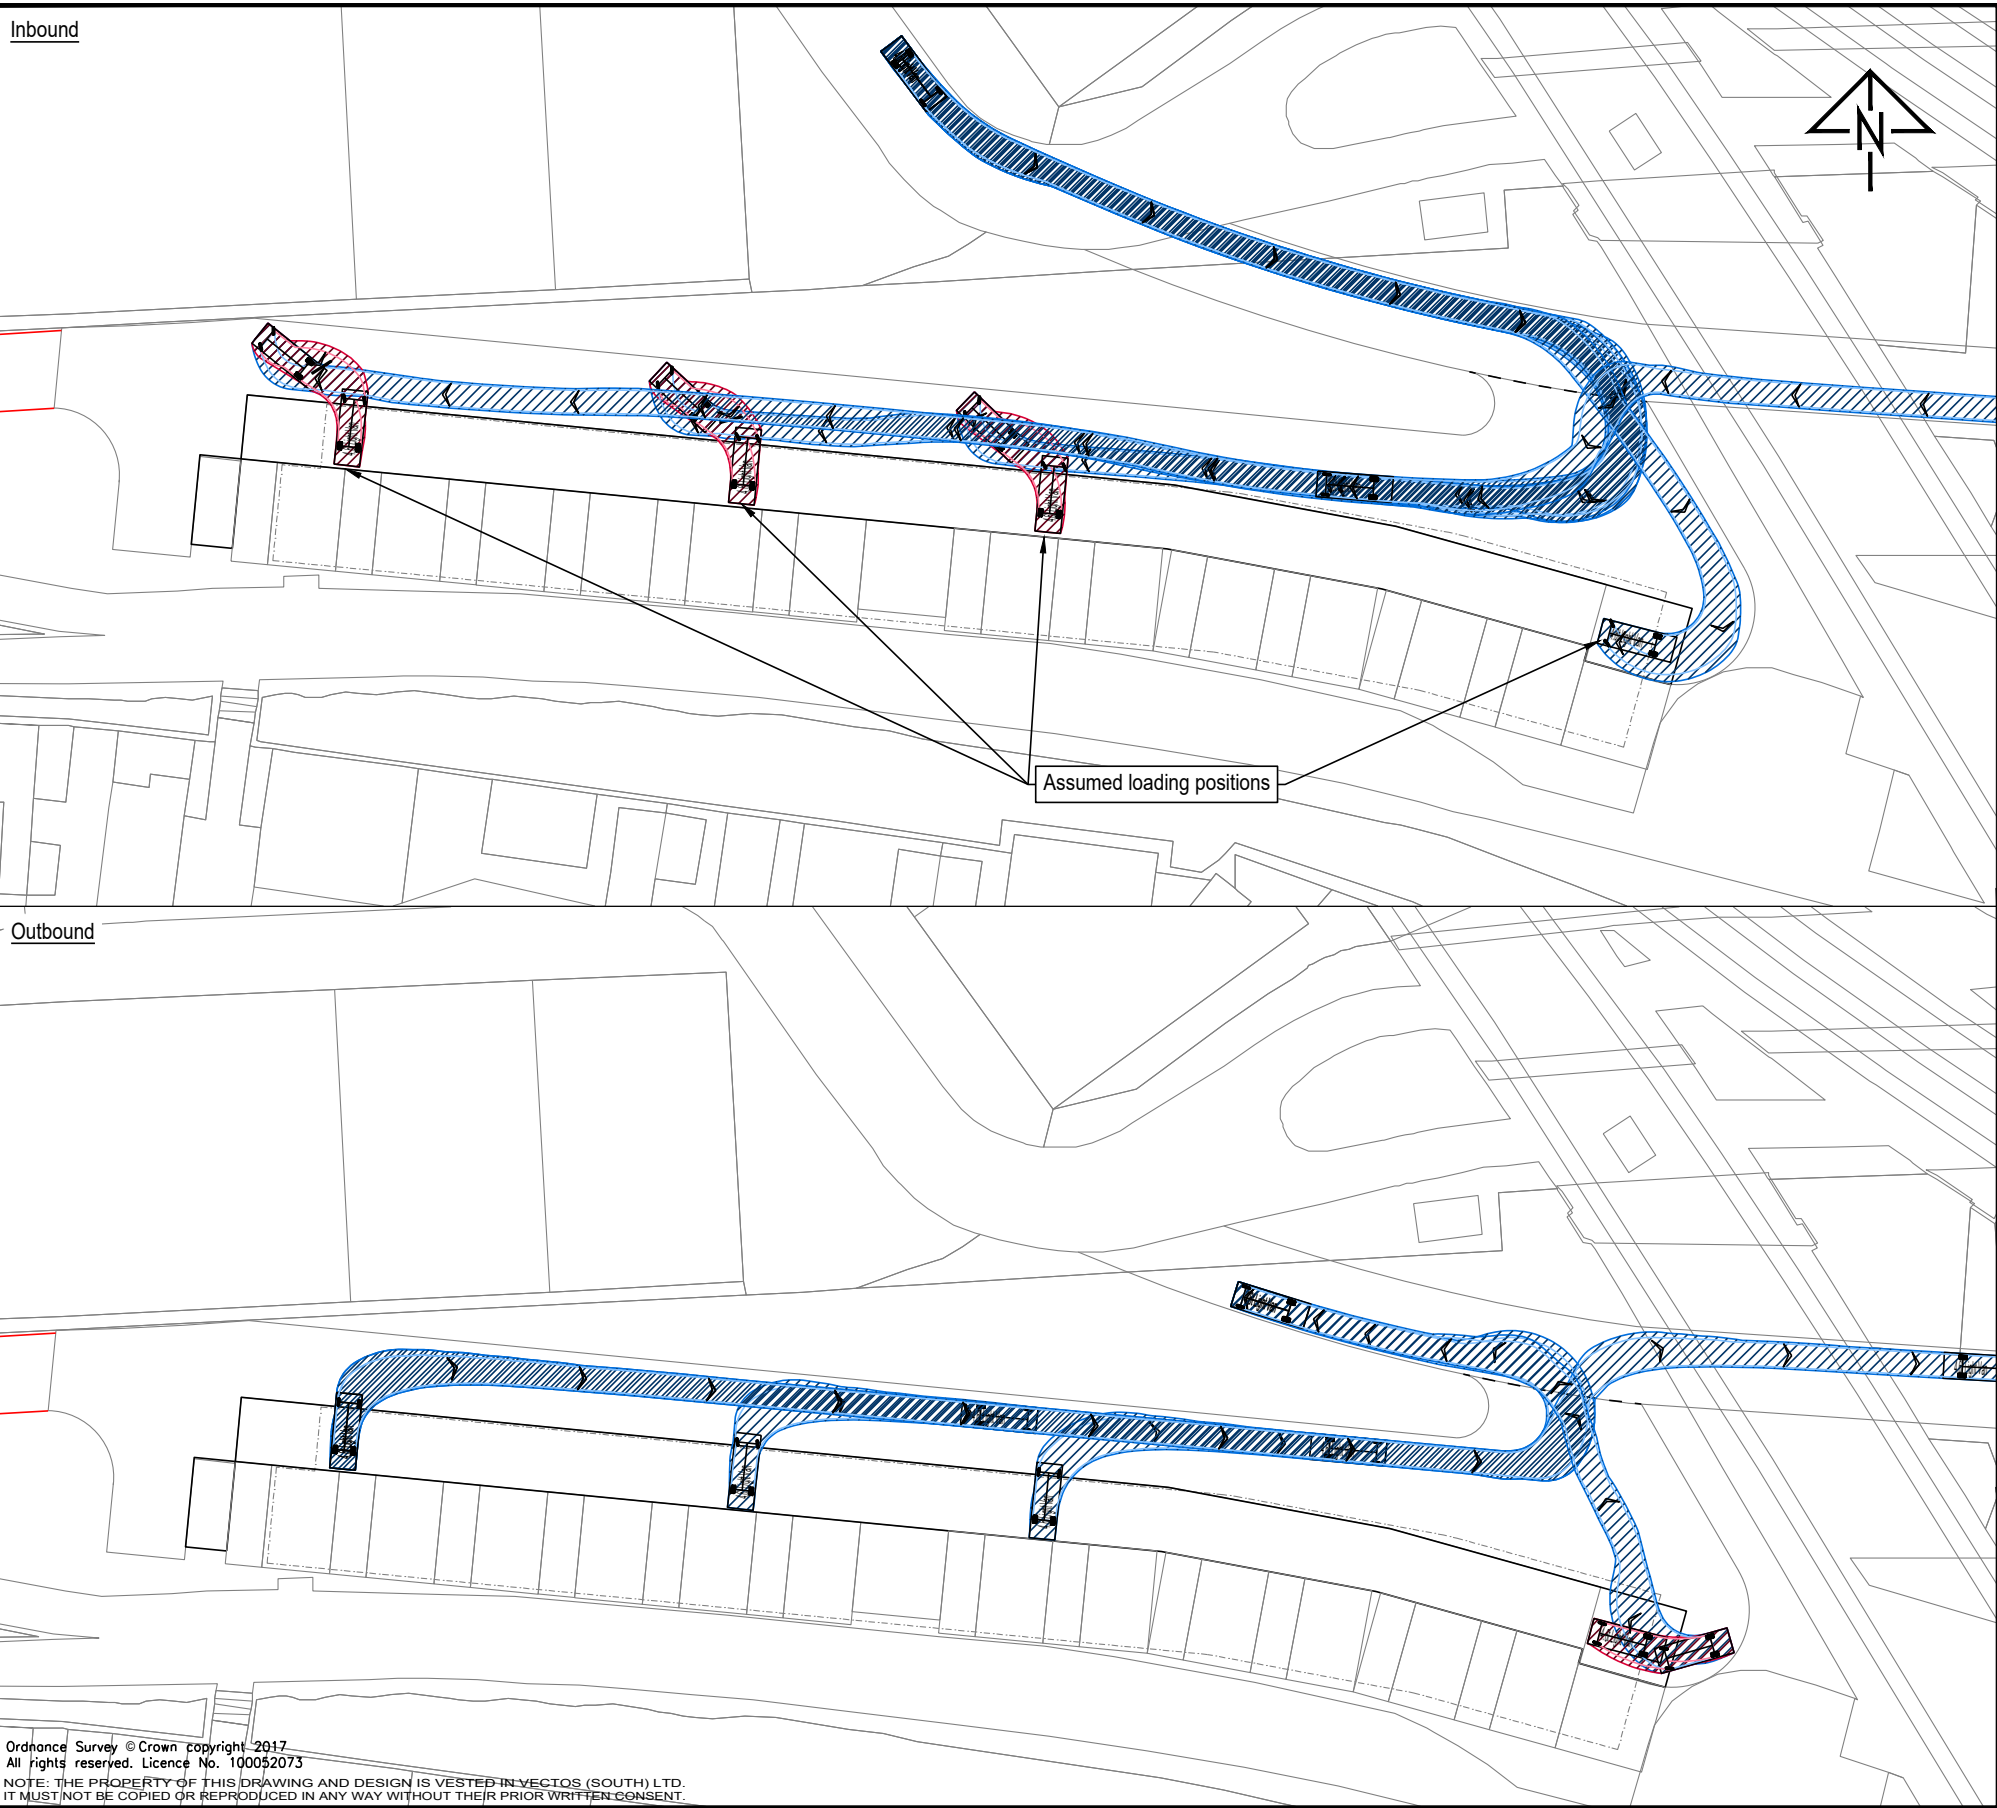 Inbound
N
Assumed loading positions
Outbound
Ordnance Survey © Crown copyright 2017
All rights reserved. Licence No. 100052073
NOTE: THE PROPERTY OF THIS DRAWING AND DESIGN IS VESTED IN VECTOS (SOUTH) LTD.
IT MUST NOT BE COPIED OR REPRODUCED IN ANY WAY WITHOUT THEIR PRIOR WRITTEN CONSENT.